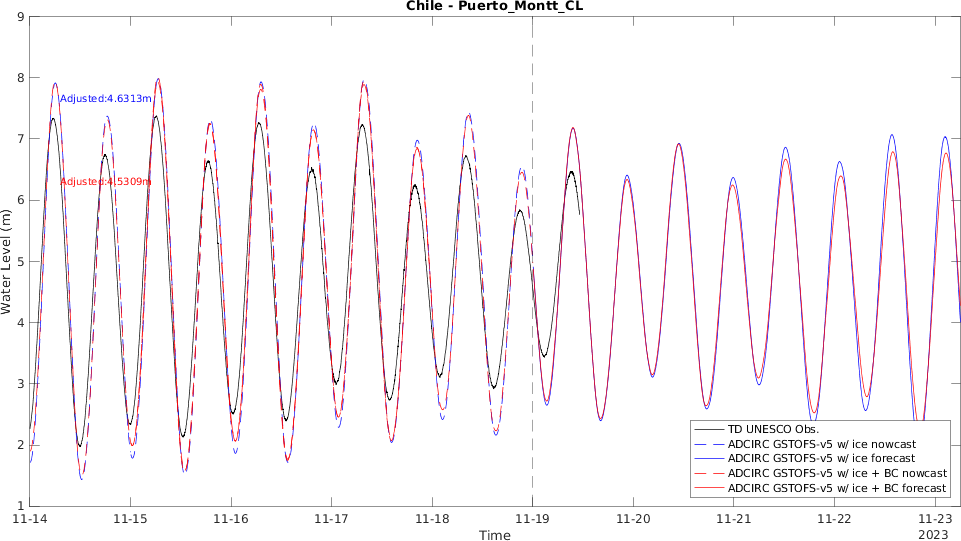 Chile - Puerto_Montt_CL
9
8
7
6
5
4
3
2
1
Water Level (m)
Adjusted:4.6313m
Adjusted:4.5309m
TD UNESCO Obs.
ADCIRC GSTOFS-v5 w/ ice nowcast
ADCIRC GSTOFS-v5 w/ ice forecast
ADCIRC GSTOFS-v5 w/ ice + BC nowcast
ADCIRC GSTOFS-v5 w/ ice + BC forecast
11-14 11-15 11-16 11-17 11-18 11-19 11-20 11-21 11-22 11-23
2023
Time